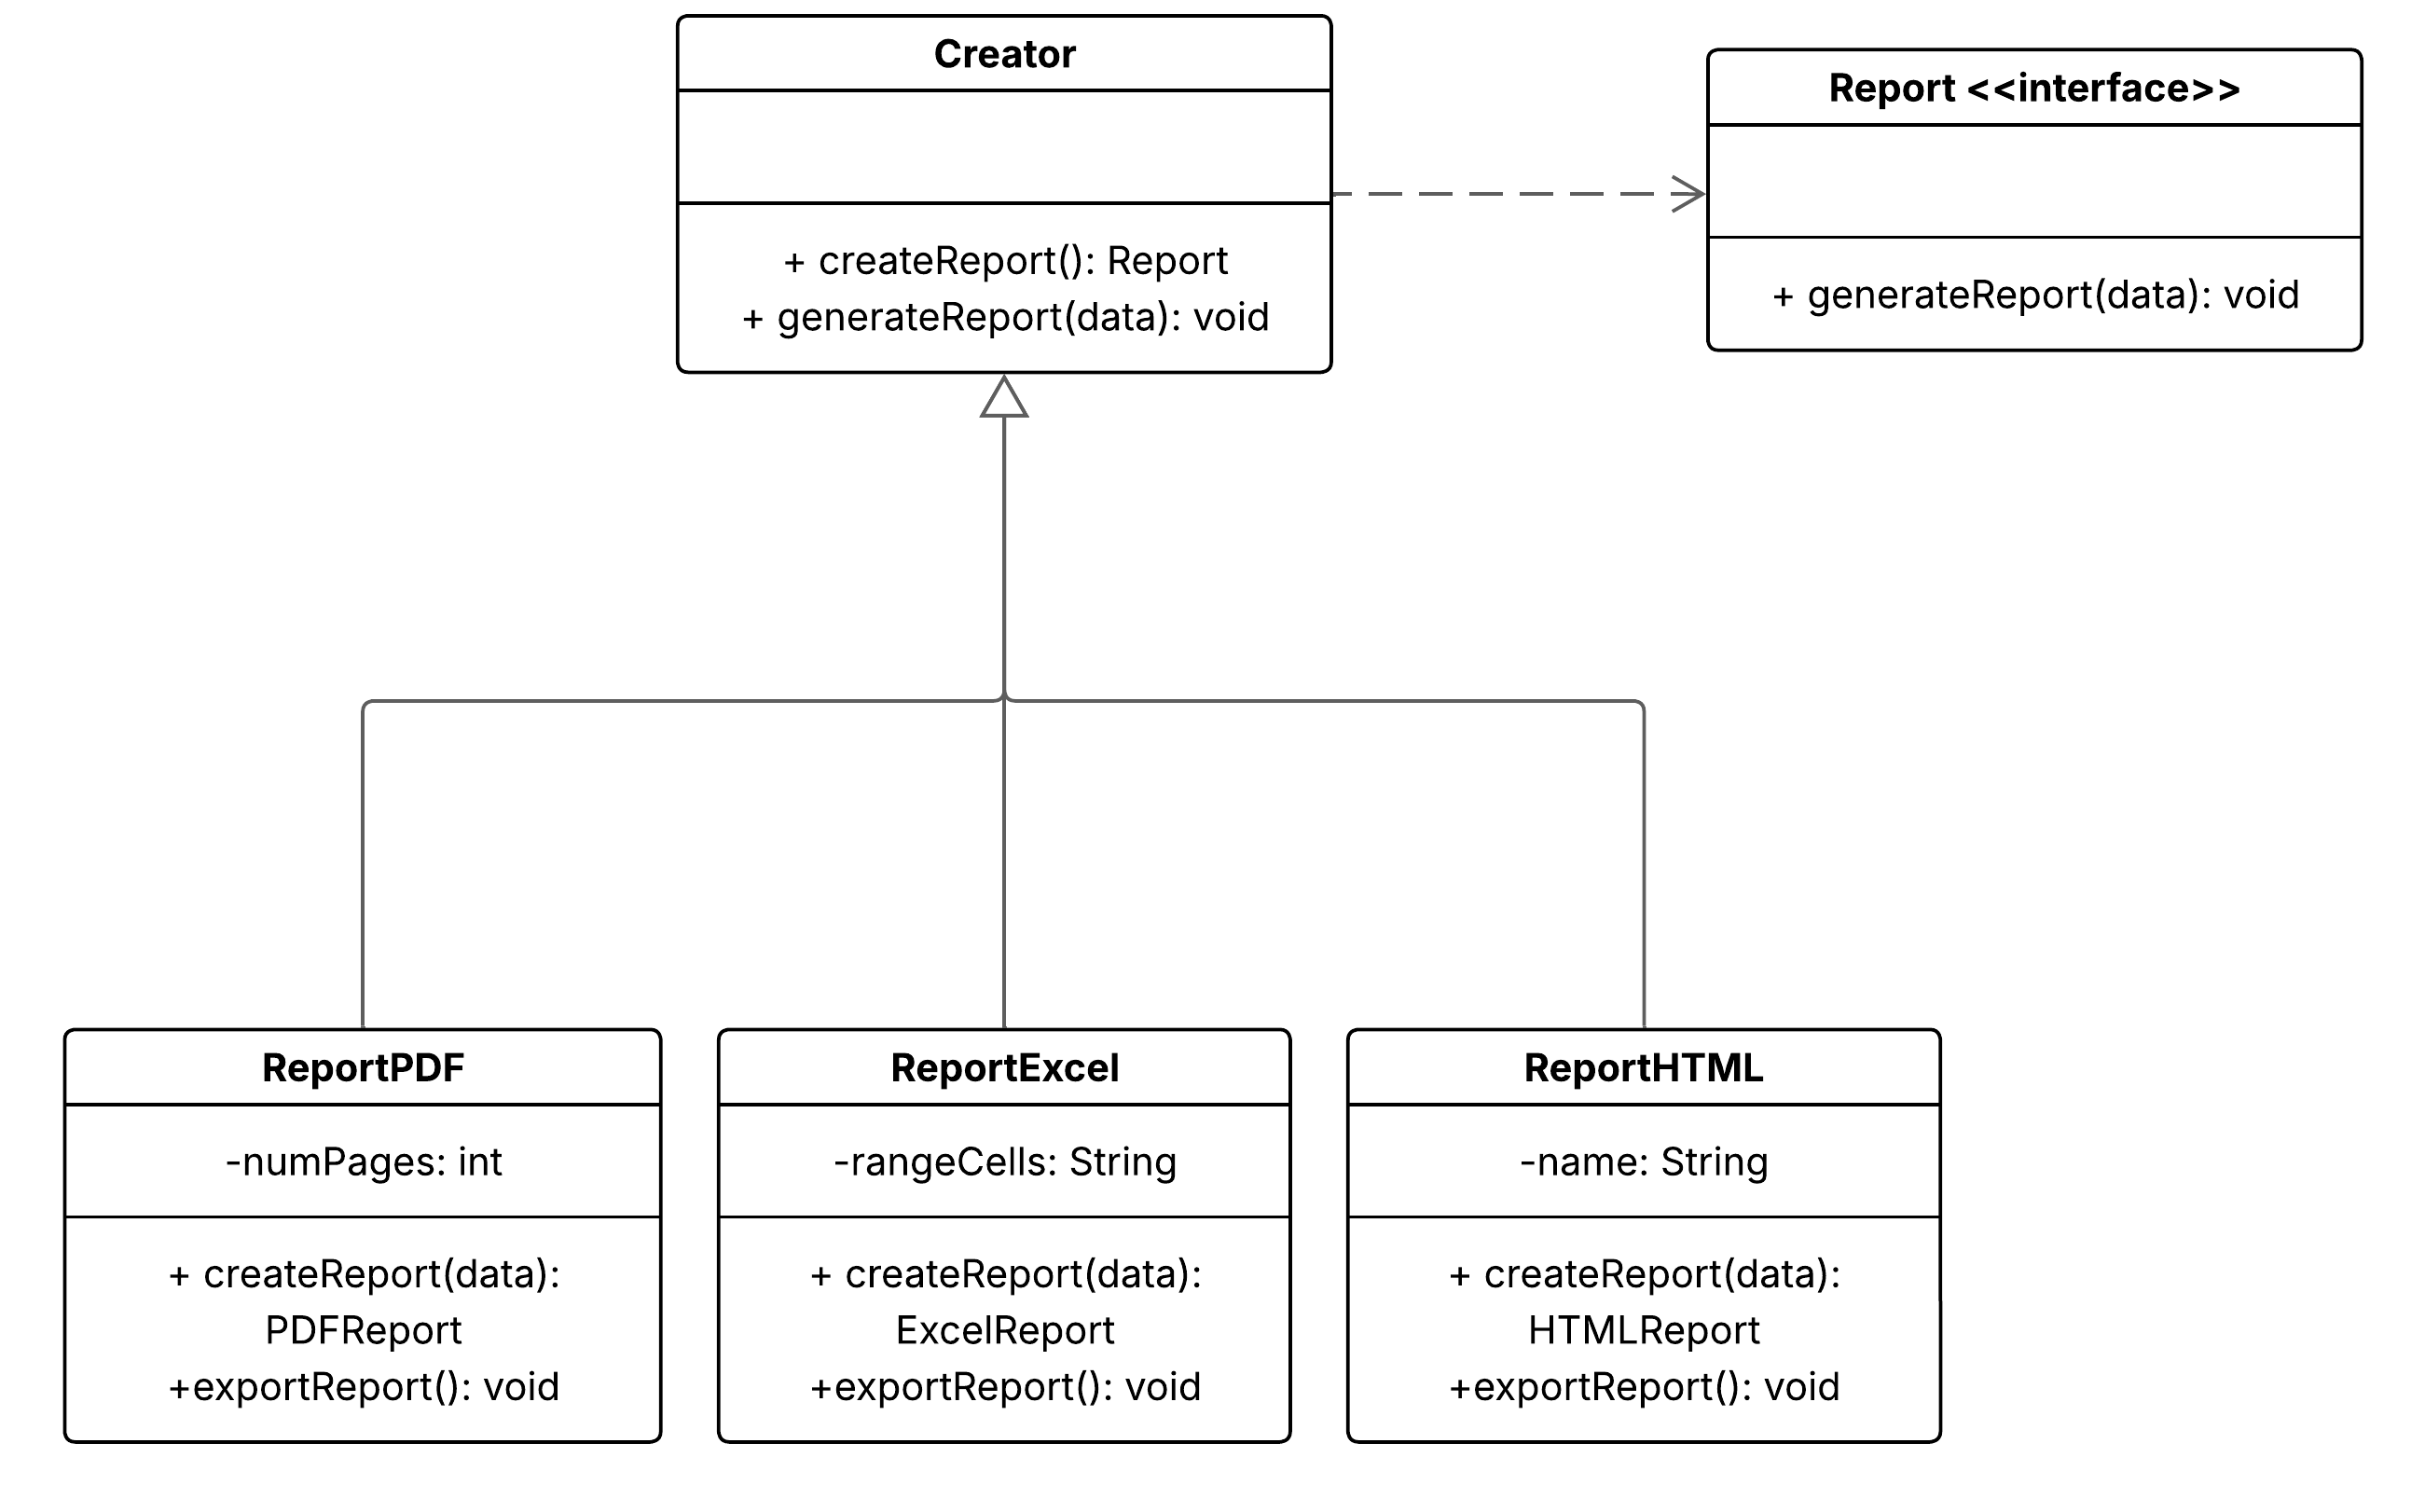 Creator
+ createReport(): Report
+ generateReport(data): void
Report <<interface>>
+ generateReport(data): void
ReportPDF
-numPages: int
+ createReport(data):
PDFReport
+exportReport(): void
ReportExcel
-rangeCells: String
+ createReport(data):
ExcelReport
+exportReport(): void
ReportHTML
-name: String
+ createReport(data):
HTMLReport
+exportReport(): void